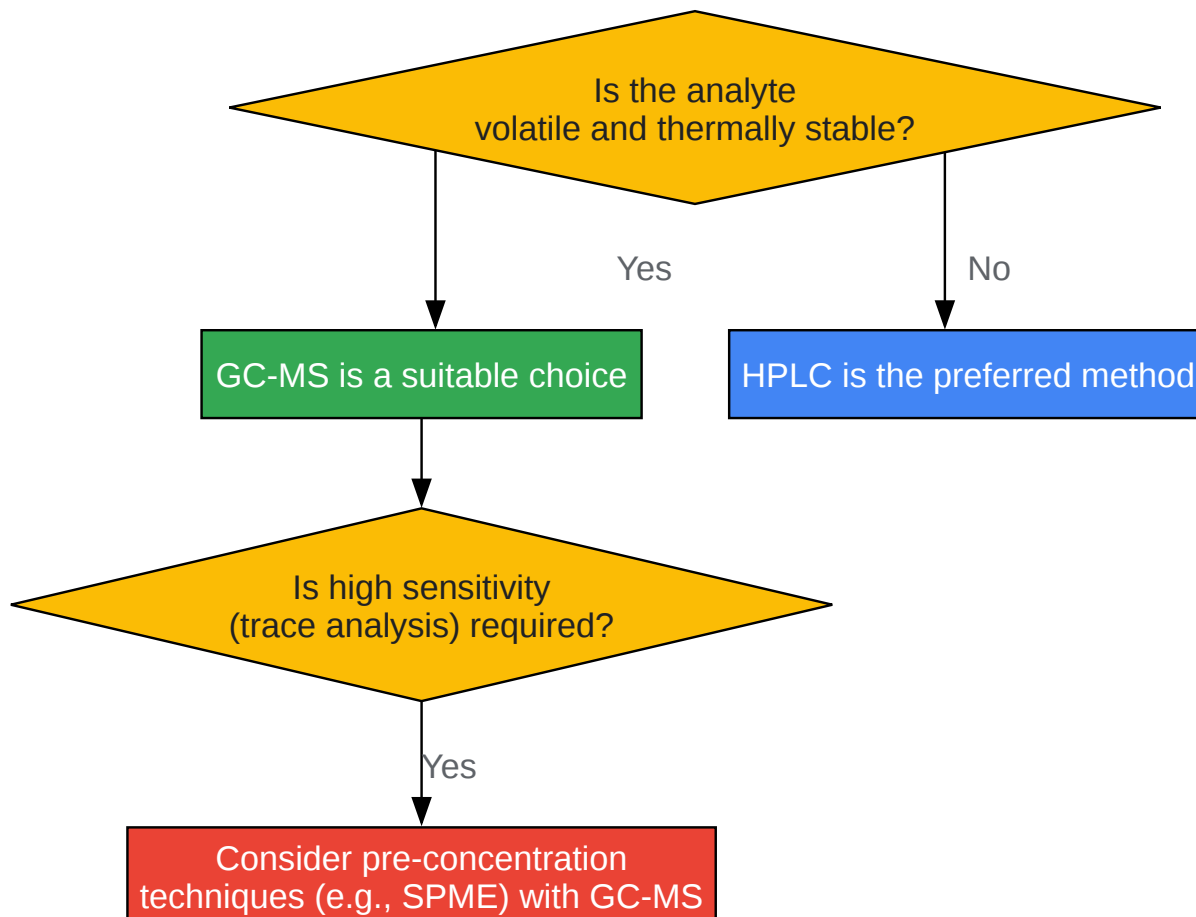 Is the analyte
volatile and thermally stable?
Yes
No
GC-MS is a suitable choice
HPLC is the preferred method
Is high sensitivity
(trace analysis) required?
Yes
Consider pre-concentration
techniques (e.g., SPME) with GC-MS